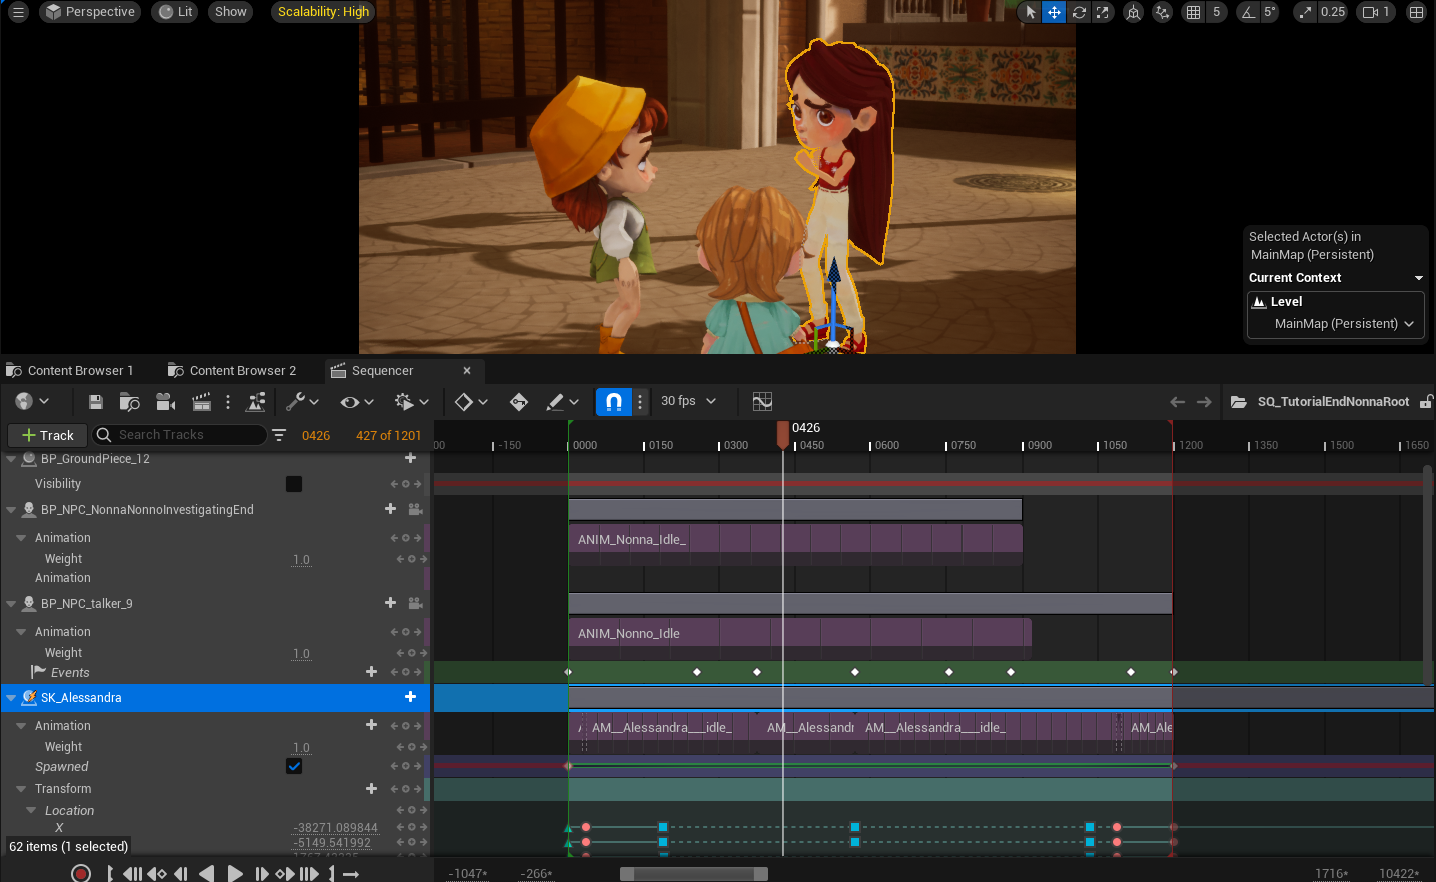 Perspective Lit Show Scalability: High 5 5° 0.25 1
Selected Actor(s) in
MainMap (Persistent)
Current Context
Level
MainMap (Persistent)
Content Browser 1 Content Browser 2 Sequencer
30 fps SQ_TutorialEndNonnaRoot
Track Search Tracks 0426 427 of 1201
0426
00 -150 0000 0150 0300 0450 0600 0750 0900 1050 1200 1350 1500 1650
BP_GroundPiece_12
Visibility
BP_NPC_NonnaNonnoInvestigatingEnd
Animation ANIM_Nonna_Idle_
Weight 1.0
Animation
BP_NPC_talker_9
Animation ANIM_Nonno_Idle
Weight 1.0
Events
SK_Alessandra
Animation AM__Alessandra___idle_ AM__Alessandr AM__Alessandra___idle_ AM_Ale
Weight 1.0
Spawned
Transform
Location
X -38271.089844
62 items (1 selected) -5149.541992
-1047* -266* 1716* 10422*